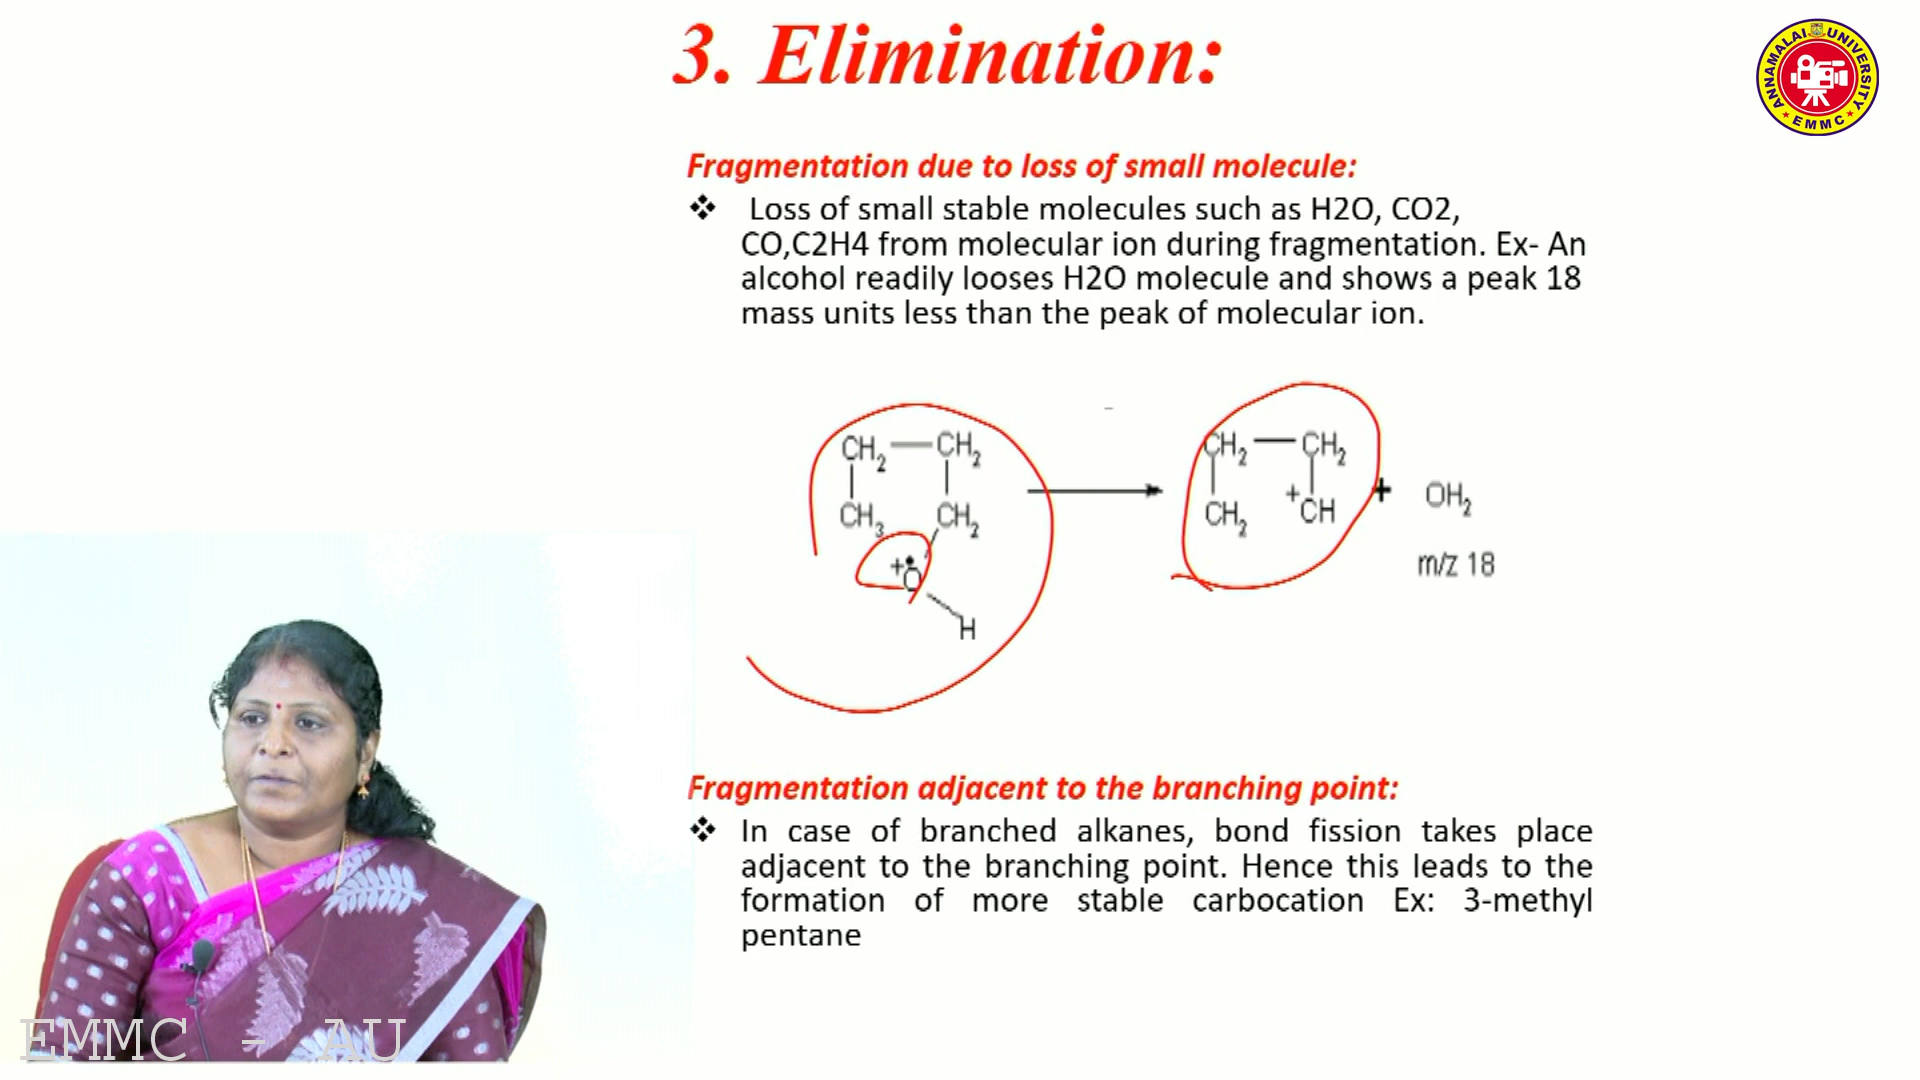 3. Elimination:
ANNAMALAI UNIVERSITY
EMMC
Fragmentation due to loss of small molecule:
❖ Loss of small stable molecules such as H2O, CO2,
CO,C2H4 from molecular ion during fragmentation. Ex- An
alcohol readily looses H2O molecule and shows a peak 18
mass units less than the peak of molecular ion.
CH2 — CH2 CH2 — CH2
CH3 CH2 CH2 +CH + OH2
+•O
H
m/z 18
Fragmentation adjacent to the branching point:
❖ In case of branched alkanes, bond fission takes place
adjacent to the branching point. Hence this leads to the
formation of more stable carbocation Ex: 3-methyl
pentane
EMMC - AU